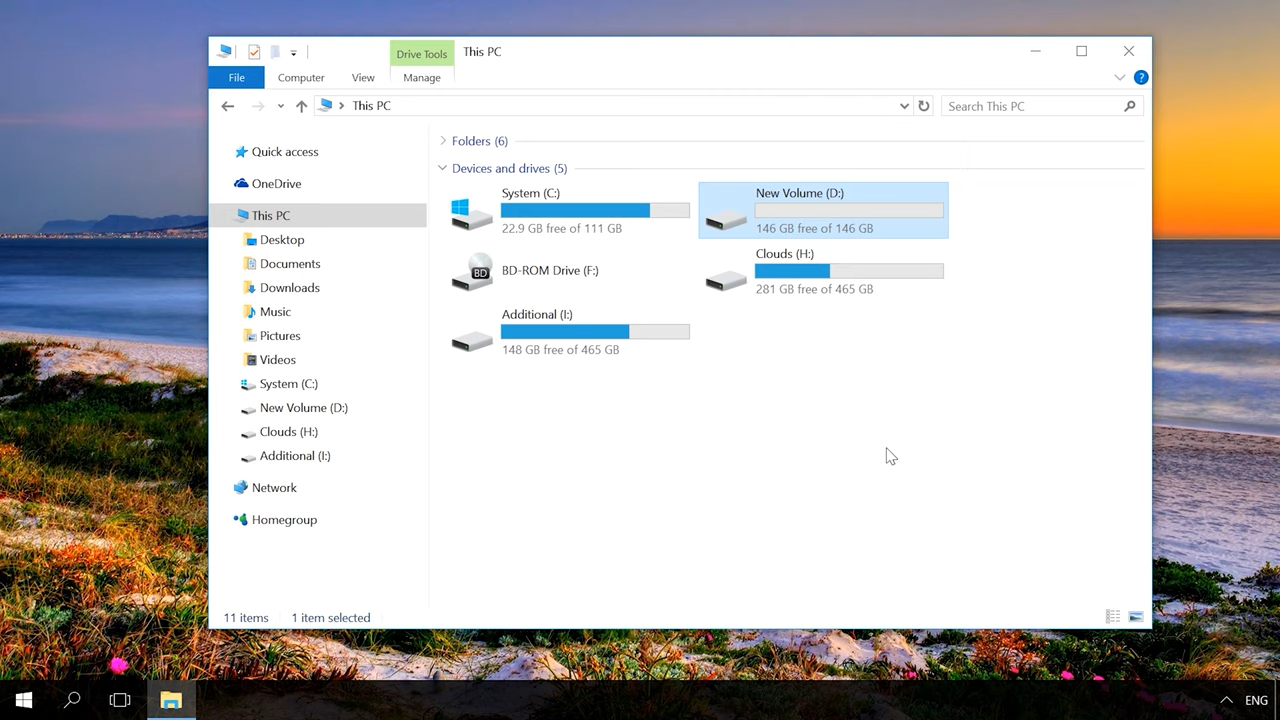 Drive Tools
This PC
File
Computer
View
Manage
?
This PC
Search This PC
Quick access
OneDrive
This PC
Desktop
Documents
Downloads
Music
Pictures
Videos
System (C:)
New Volume (D:)
Clouds (H:)
Additional (I:)
Network
Homegroup
Folders (6)
Devices and drives (5)
System (C:)
22.9 GB free of 111 GB
New Volume (D:)
146 GB free of 146 GB
BD
BD-ROM Drive (F:)
Clouds (H:)
281 GB free of 465 GB
Additional (I:)
148 GB free of 465 GB
11 items
1 item selected
ENG